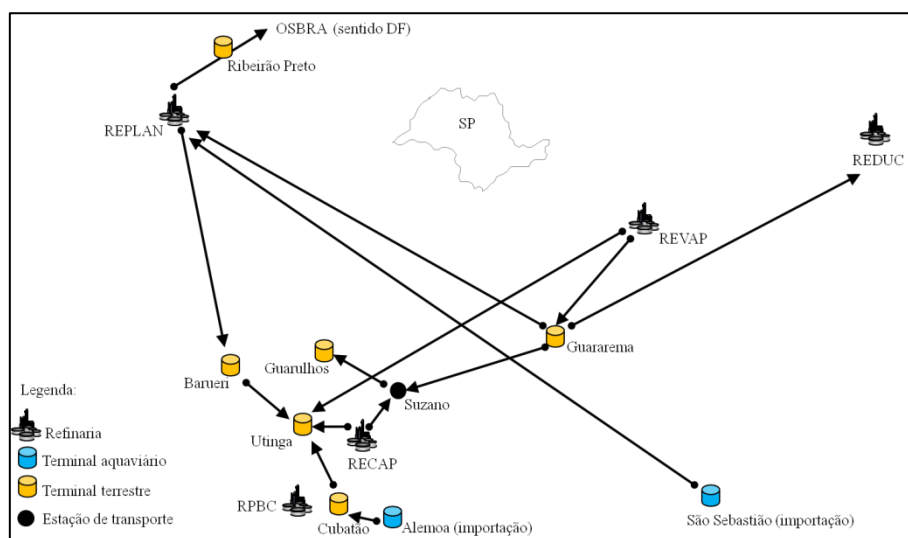 OSBRA (sentido DF)
Ribeirão Preto
SP
REPLAN
REDUC
REVAP
Guararema
Guarulhos
Barueri
Suzano
Legenda:
Refinaria
Utinga
RECAP
Terminal aquaviário
Terminal terrestre
RPBC
Estação de transporte
Cubatão
Alemoa (importação)
São Sebastião (importação)